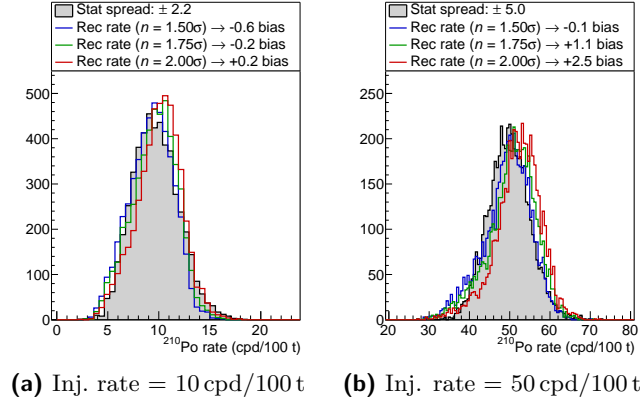 Stat spread: ± 2.2
Rec rate (n = 1.50σ) → -0.6 bias
Rec rate (n = 1.75σ) → -0.2 bias
Rec rate (n = 2.00σ) → +0.2 bias
500
400
300
200
100
0
0 5 10 15 20
²¹⁰Po rate (cpd/100 t)
(a) Inj. rate = 10 cpd/100 t
Stat spread: ± 5.0
Rec rate (n = 1.50σ) → -0.1 bias
Rec rate (n = 1.75σ) → +1.1 bias
Rec rate (n = 2.00σ) → +2.5 bias
250
200
150
100
50
0
20 30 40 50 60 70 80
²¹⁰Po rate (cpd/100 t)
(b) Inj. rate = 50 cpd/100 t